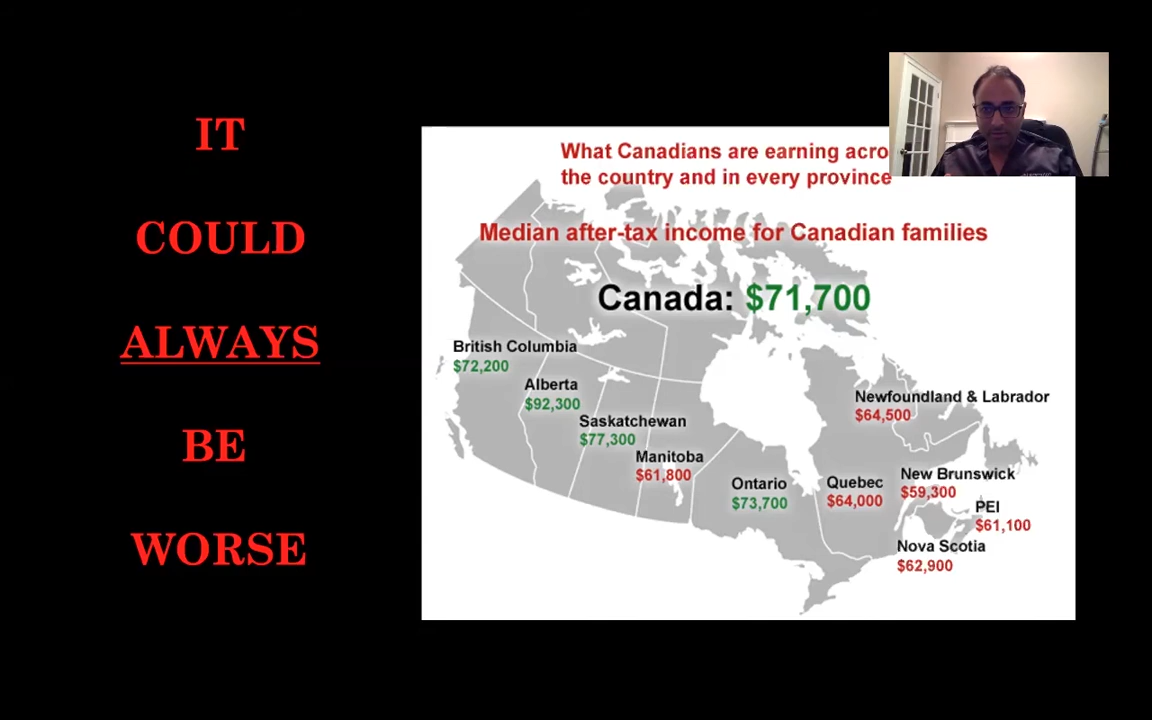 IT
COULD
ALWAYS
BE
WORSE
What Canadians are earning acro
the country and in every province
Median after-tax income for Canadian families
Canada: $71,700
British Columbia
$72,200
Alberta
$92,300
Saskatchewan
$77,300
Manitoba
$61,800
Ontario
$73,700
Quebec
$64,000
Newfoundland & Labrador
$64,500
New Brunswick
$59,300
PEI
$61,100
Nova Scotia
$62,900